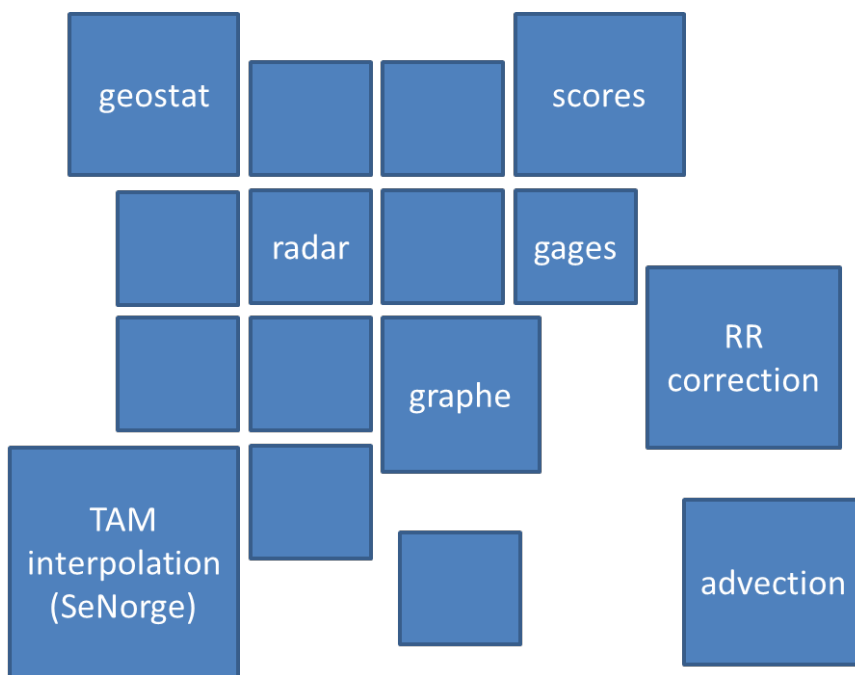 geostat
scores
radar
gages
RR
correction
graphe
TAM
interpolation
(SeNorge)
advection